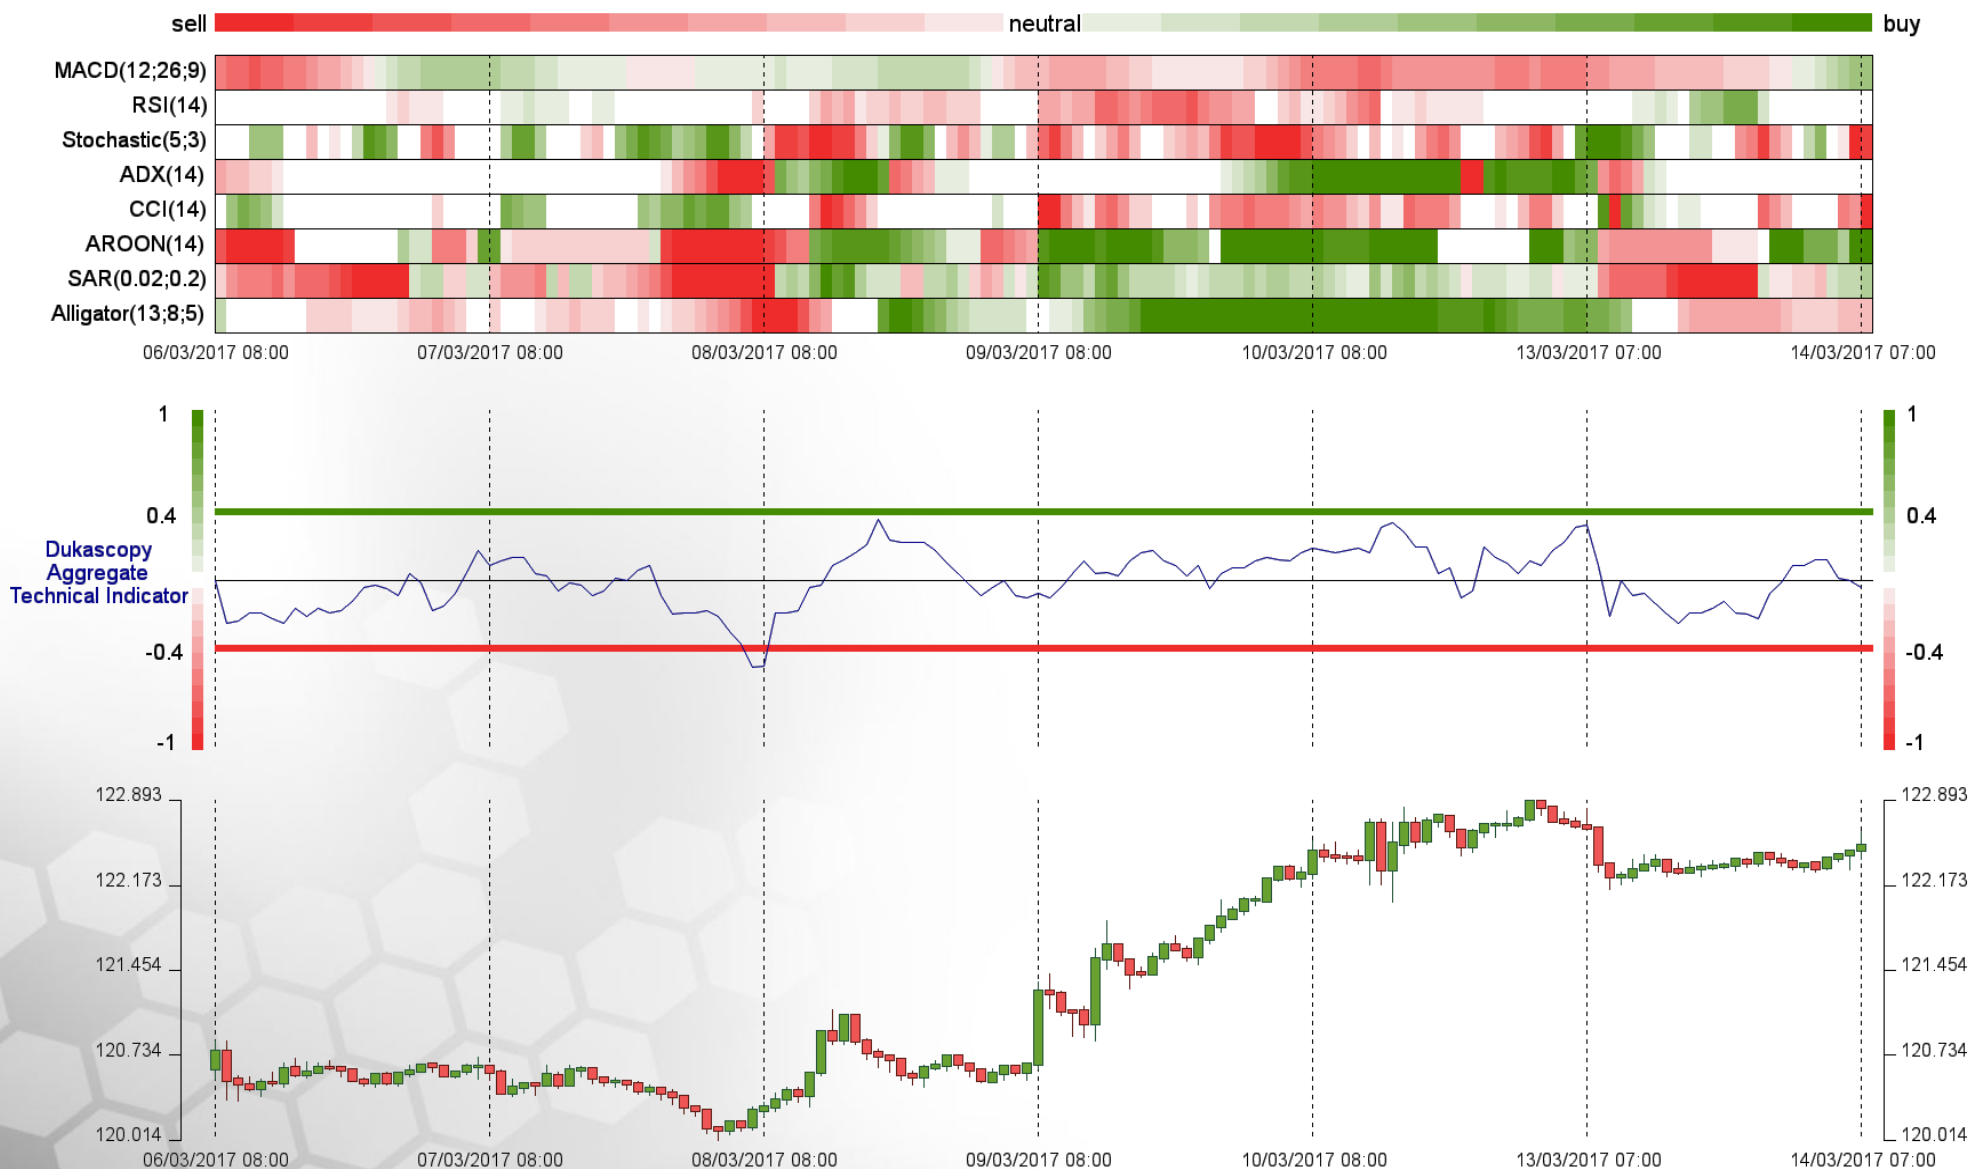 sell neutral buy
MACD(12;26;9)
RSI(14)
Stochastic(5;3)
ADX(14)
CCI(14)
AROON(14)
SAR(0.02;0.2)
Alligator(13;8;5)
06/03/2017 08:00 07/03/2017 08:00 08/03/2017 08:00 09/03/2017 08:00 10/03/2017 08:00 13/03/2017 07:00 14/03/2017 07:00
1 1
0.4 0.4
Dukascopy
Aggregate
Technical Indicator
-0.4 -0.4
-1 -1
122.893 122.893
122.173 122.173
121.454 121.454
120.734 120.734
120.014 120.014
06/03/2017 08:00 07/03/2017 08:00 08/03/2017 08:00 09/03/2017 08:00 10/03/2017 08:00 13/03/2017 07:00 14/03/2017 07:00